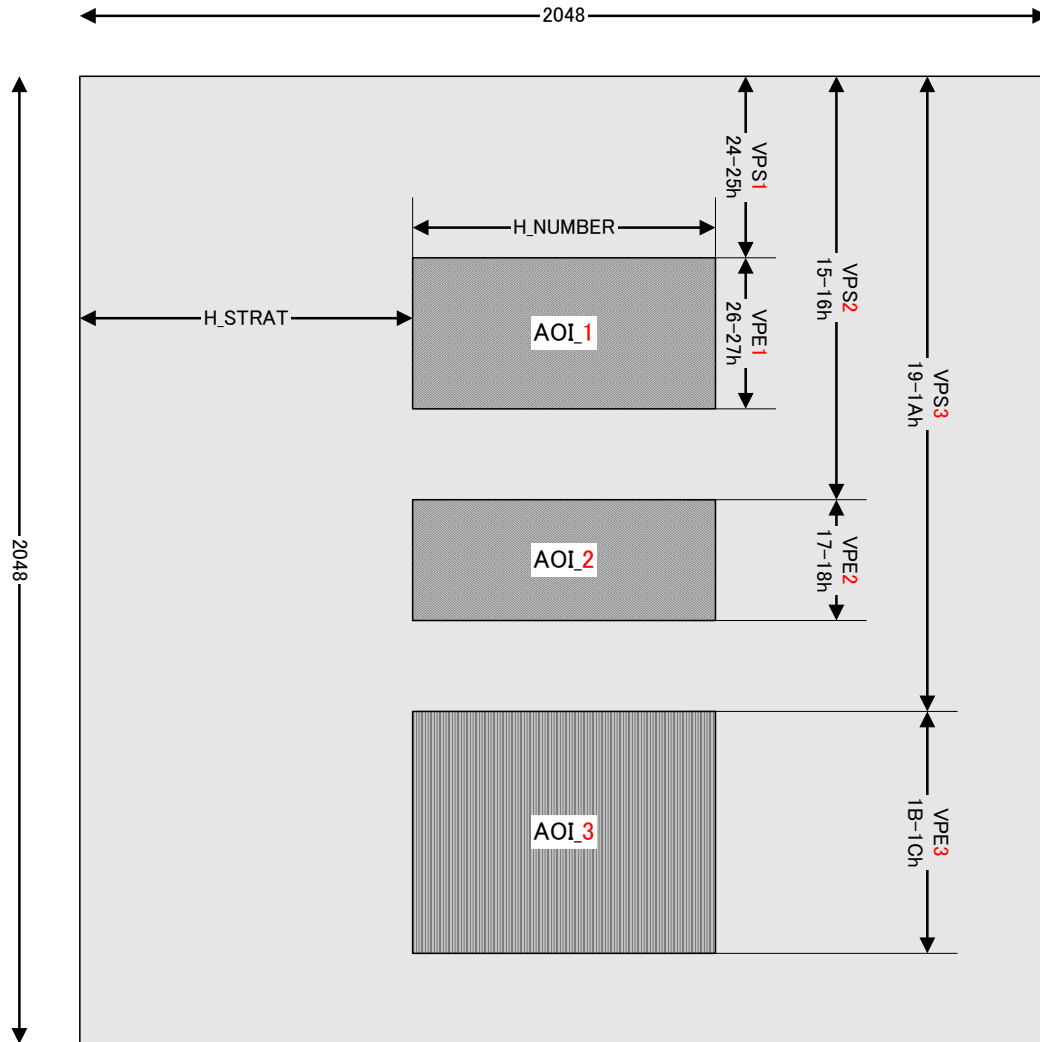 2048
2048
VPS1
24-25h
VPS2
15-16h
VPS3
19-1Ah
H_NUMBER
H_STRAT
AOI_1
VPE1
26-27h
AOI_2
VPE2
17-18h
AOI_3
VPE3
1B-1Ch